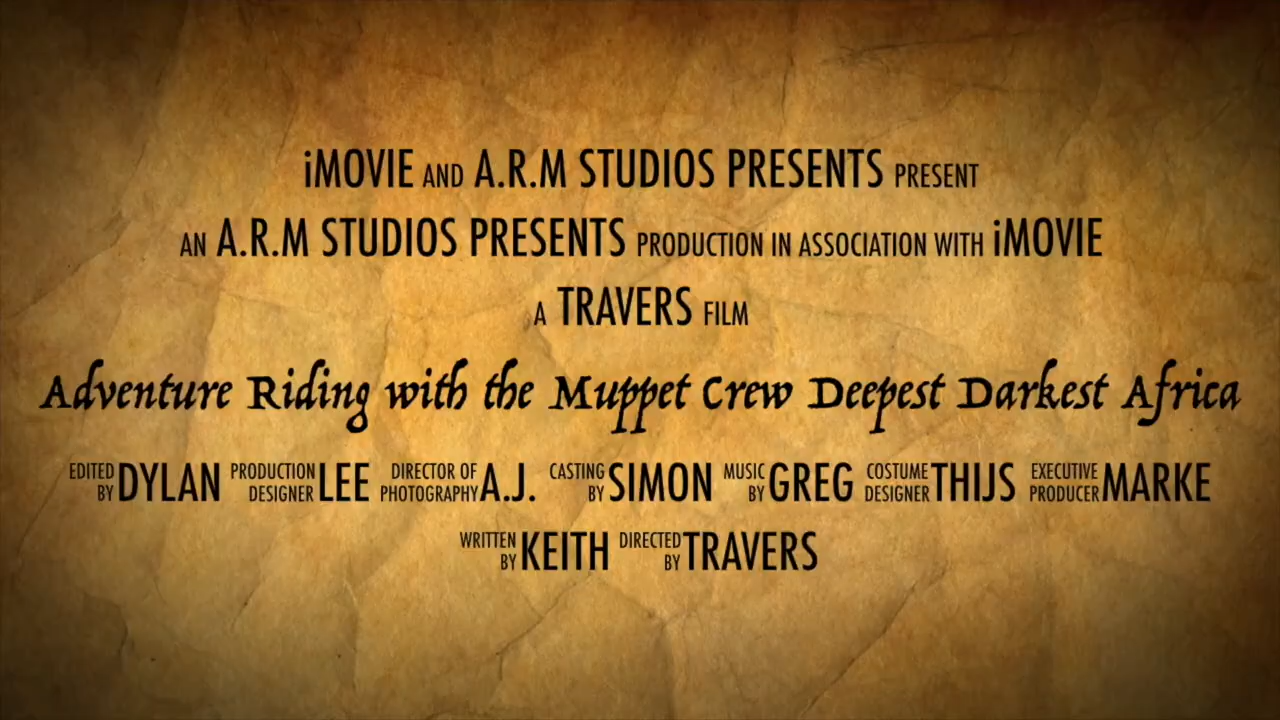 iMOVIE AND A.R.M STUDIOS PRESENTS PRESENT
AN A.R.M STUDIOS PRESENTS PRODUCTION IN ASSOCIATION WITH iMOVIE
A TRAVERS FILM
Adventure Riding with the Muppet Crew Deepest Darkest Africa
EDITED BY DYLAN PRODUCTION DESIGNER LEE DIRECTOR OF PHOTOGRAPHY A.J. CASTING BY SIMON MUSIC BY GREG COSTUME DESIGNER THIJS EXECUTIVE PRODUCER MARKE
WRITTEN BY KEITH DIRECTED BY TRAVERS